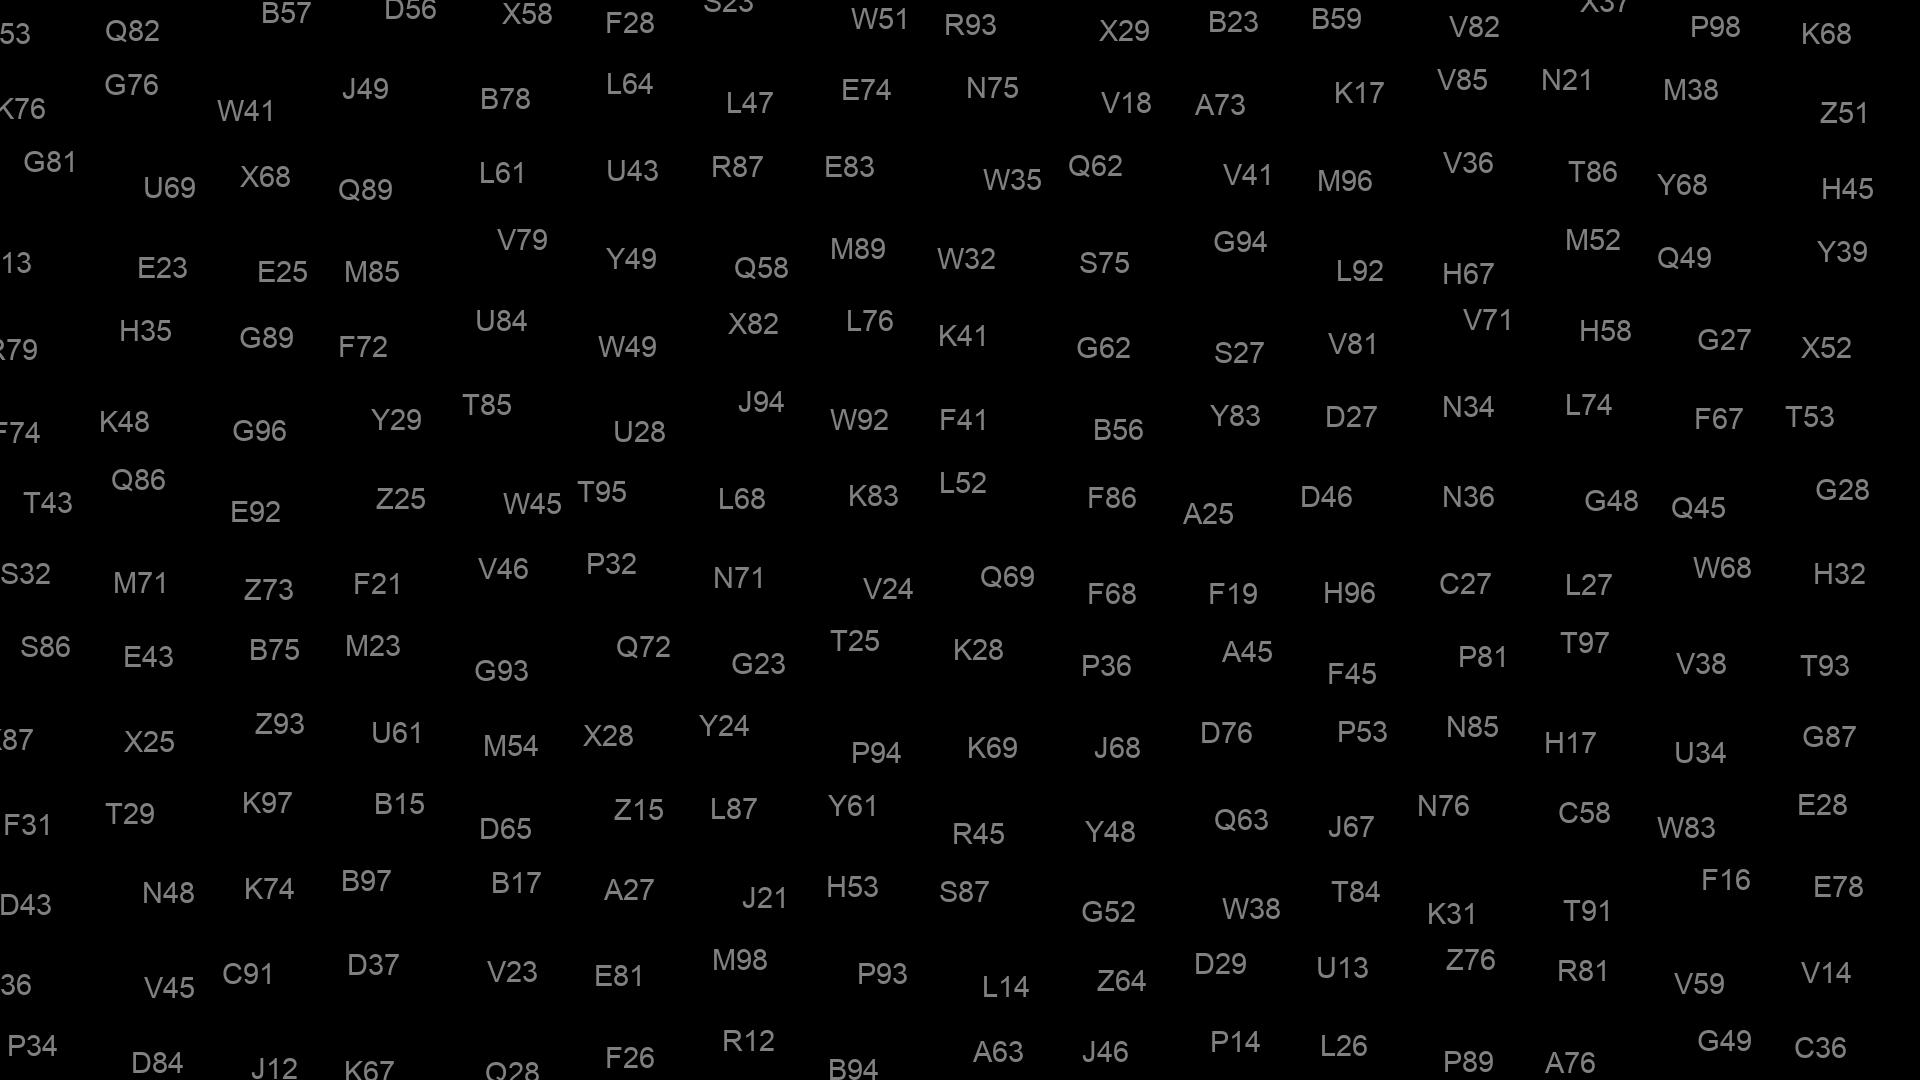 53 Q82 B57 D56 X58 F28 S23 W51 R93 X29 B23 B59 V82 X37 P98 K68
K76 G76 W41 J49 B78 L64 L47 E74 N75 V18 A73 K17 V85 N21 M38 Z51
G81 U69 X68 Q89 L61 U43 R87 E83 W35 Q62 V41 M96 V36 T86 Y68 H45
13 E23 E25 M85 V79 Y49 Q58 M89 W32 S75 G94 L92 H67 M52 Q49 Y39
R79 H35 G89 F72 U84 W49 X82 L76 K41 G62 S27 V81 V71 H58 G27 X52
F74 K48 G96 Y29 T85 U28 J94 W92 F41 B56 Y83 D27 N34 L74 F67 T53
T43 Q86 E92 Z25 W45 T95 L68 K83 L52 F86 A25 D46 N36 G48 Q45 G28
S32 M71 Z73 F21 V46 P32 N71 V24 Q69 F68 F19 H96 C27 L27 W68 H32
S86 E43 B75 M23 G93 Q72 G23 T25 K28 P36 A45 F45 P81 T97 V38 T93
87 X25 Z93 U61 M54 X28 Y24 P94 K69 J68 D76 P53 N85 H17 U34 G87
F31 T29 K97 B15 D65 Z15 L87 Y61 R45 Y48 Q63 J67 N76 C58 W83 E28
D43 N48 K74 B97 B17 A27 J21 H53 S87 G52 W38 T84 K31 T91 F16 E78
36 V45 C91 D37 V23 E81 M98 P93 L14 Z64 D29 U13 Z76 R81 V59 V14
P34 D84 J12 K67 Q28 F26 R12 B94 A63 J46 P14 L26 P89 A76 G49 C36